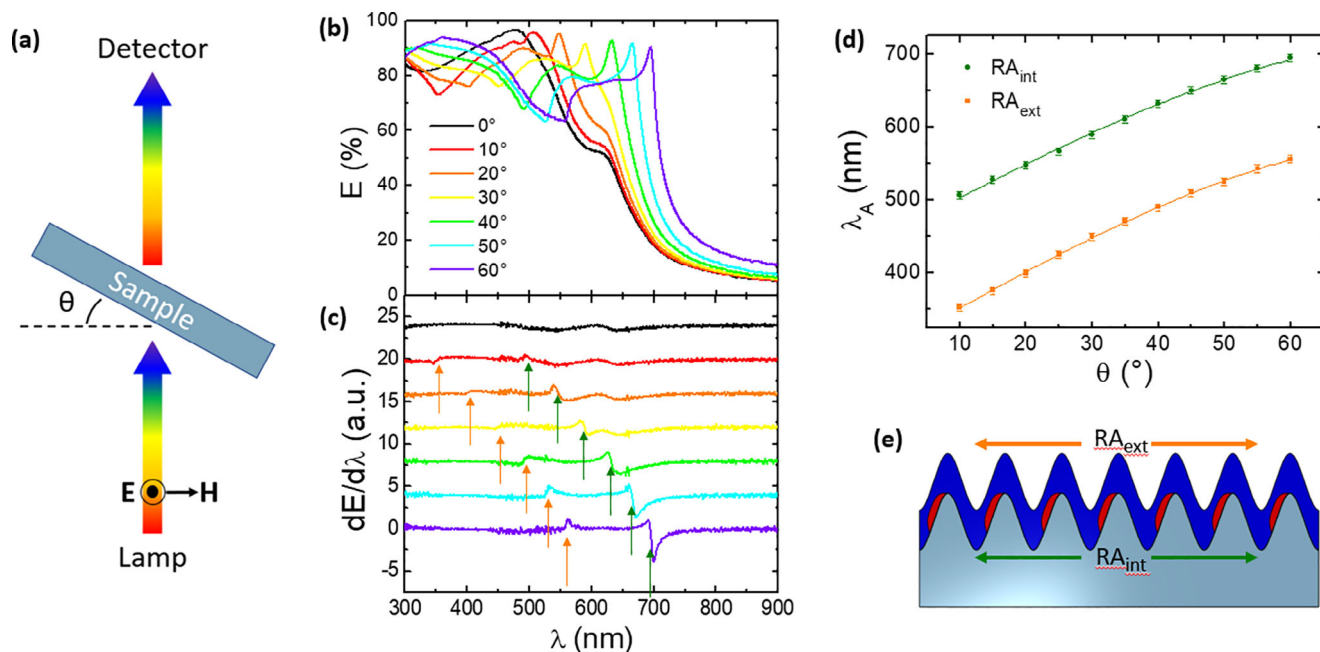 (a)
Detector
Sample
θ
E
H
Lamp
(b)
E (%)
100
80
60
40
20
0
0°
10°
20°
30°
40°
50°
60°
(c)
dE/dλ (a.u.)
25
20
15
10
5
0
-5
300 400 500 600 700 800 900
λ (nm)
(d)
λA (nm)
700
600
500
400
RAint
RAext
10 20 30 40 50 60
θ (°)
(e)
RAext
RAint